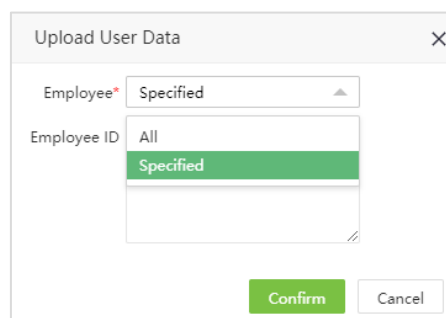 Upload User Data
Employee* Specified
Employee ID All
Specified
Confirm Cancel